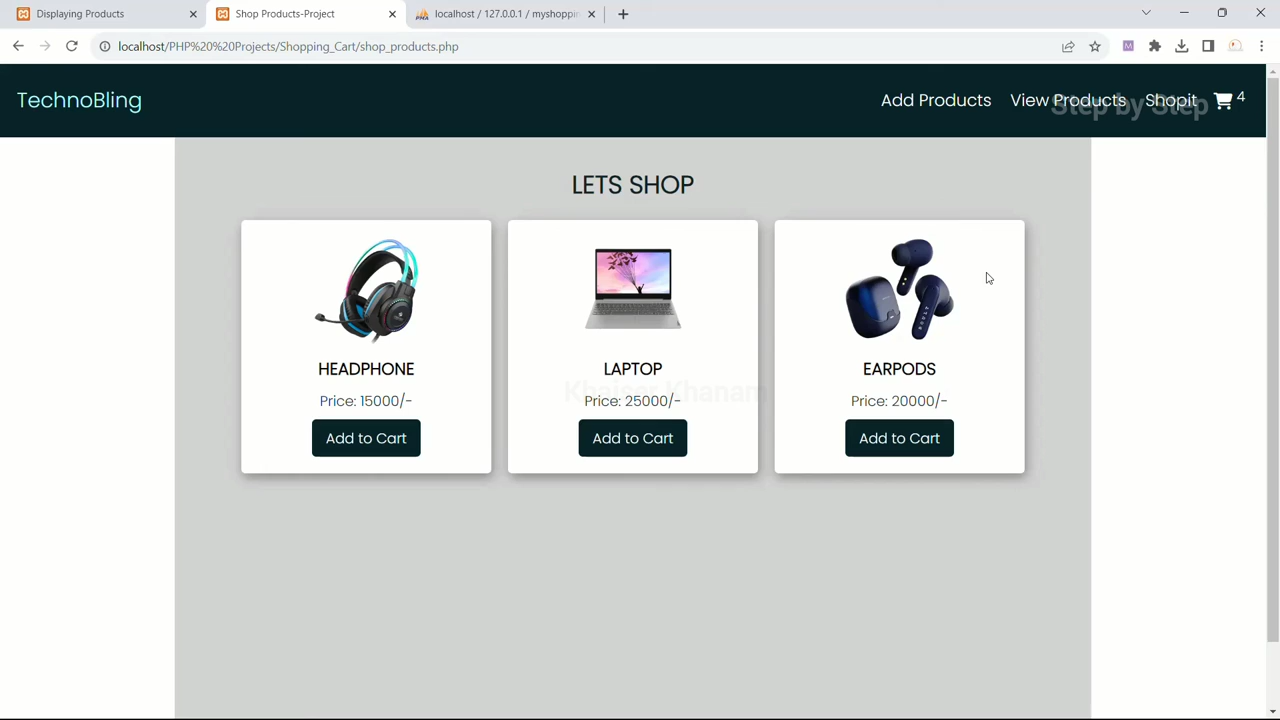 Displaying Products
Shop Products-Project
localhost / 127.0.0.1 / myshoppin
localhost/PHP%20%20Projects/Shopping_Cart/shop_products.php
TechnoBling
Add Products
View Products
Shopit
4
Step by Step
LETS SHOP
HEADPHONE
Price: 15000/-
Add to Cart
LAPTOP
Khaiser Khanam
Price: 25000/-
Add to Cart
EARPODS
Price: 20000/-
Add to Cart